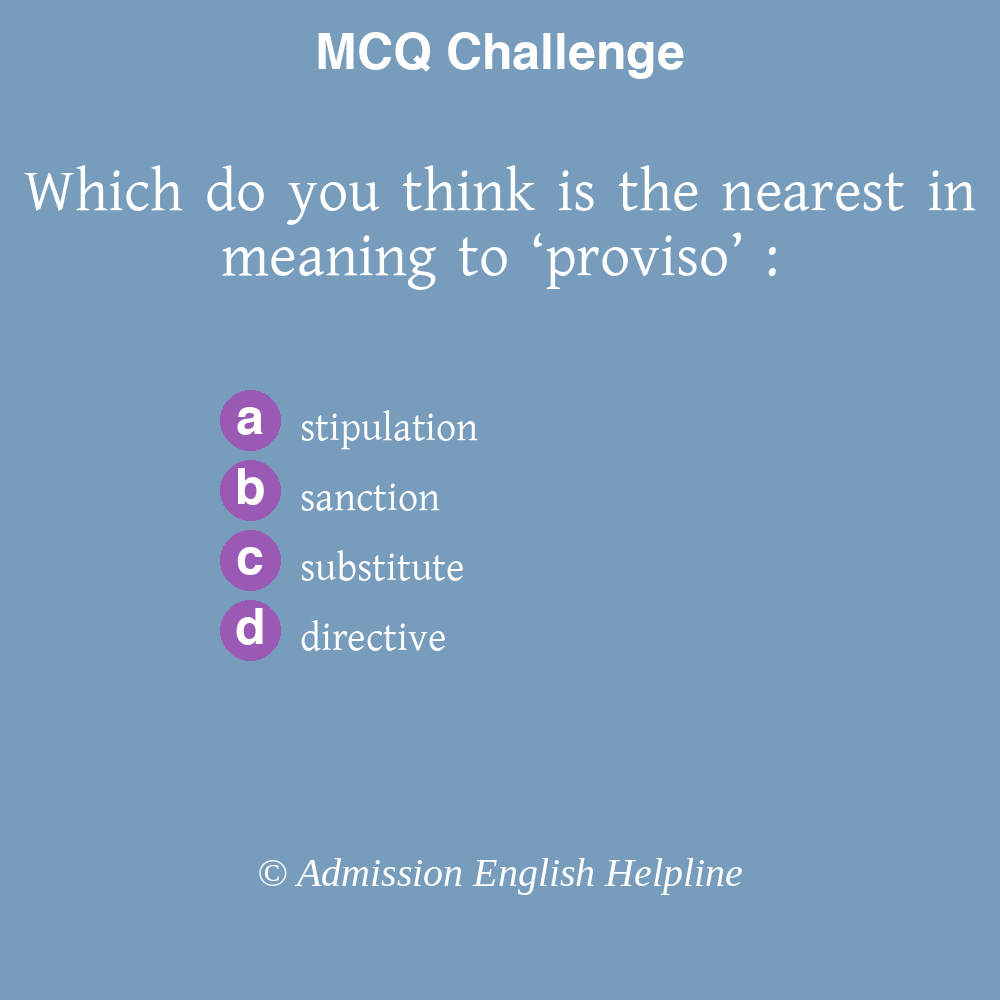 MCQ Challenge
Which do you think is the nearest in
meaning to ‘proviso’ :
a stipulation
b sanction
c substitute
d directive
© Admission English Helpline